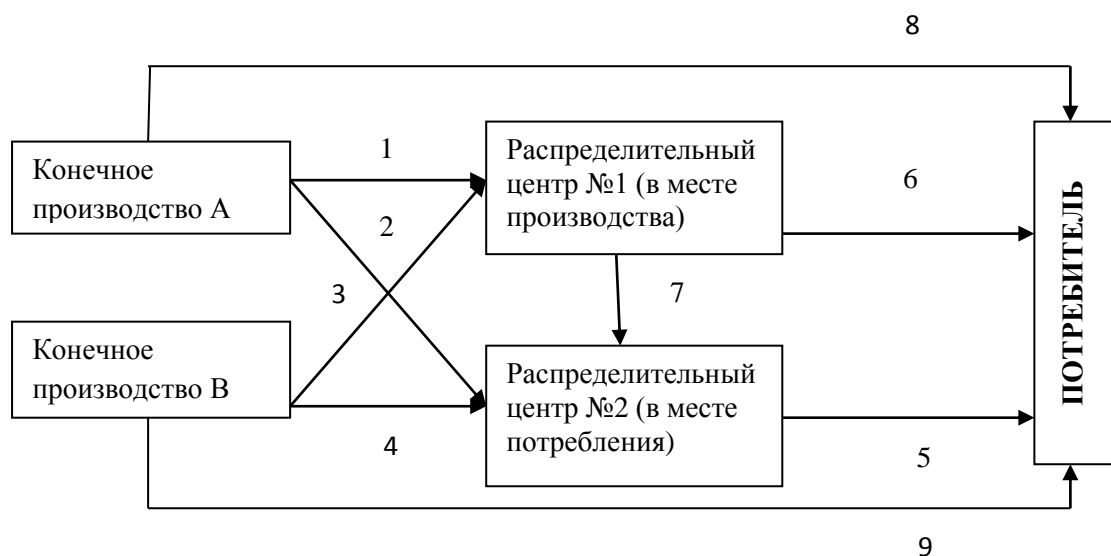 8
Конечное
производство А
1
Распределительный
центр №1 (в месте
производства)
6
2
3
7
ПОТРЕБИТЕЛЬ
Конечное
производство В
4
Распределительный
центр №2 (в месте
потребления)
5
9